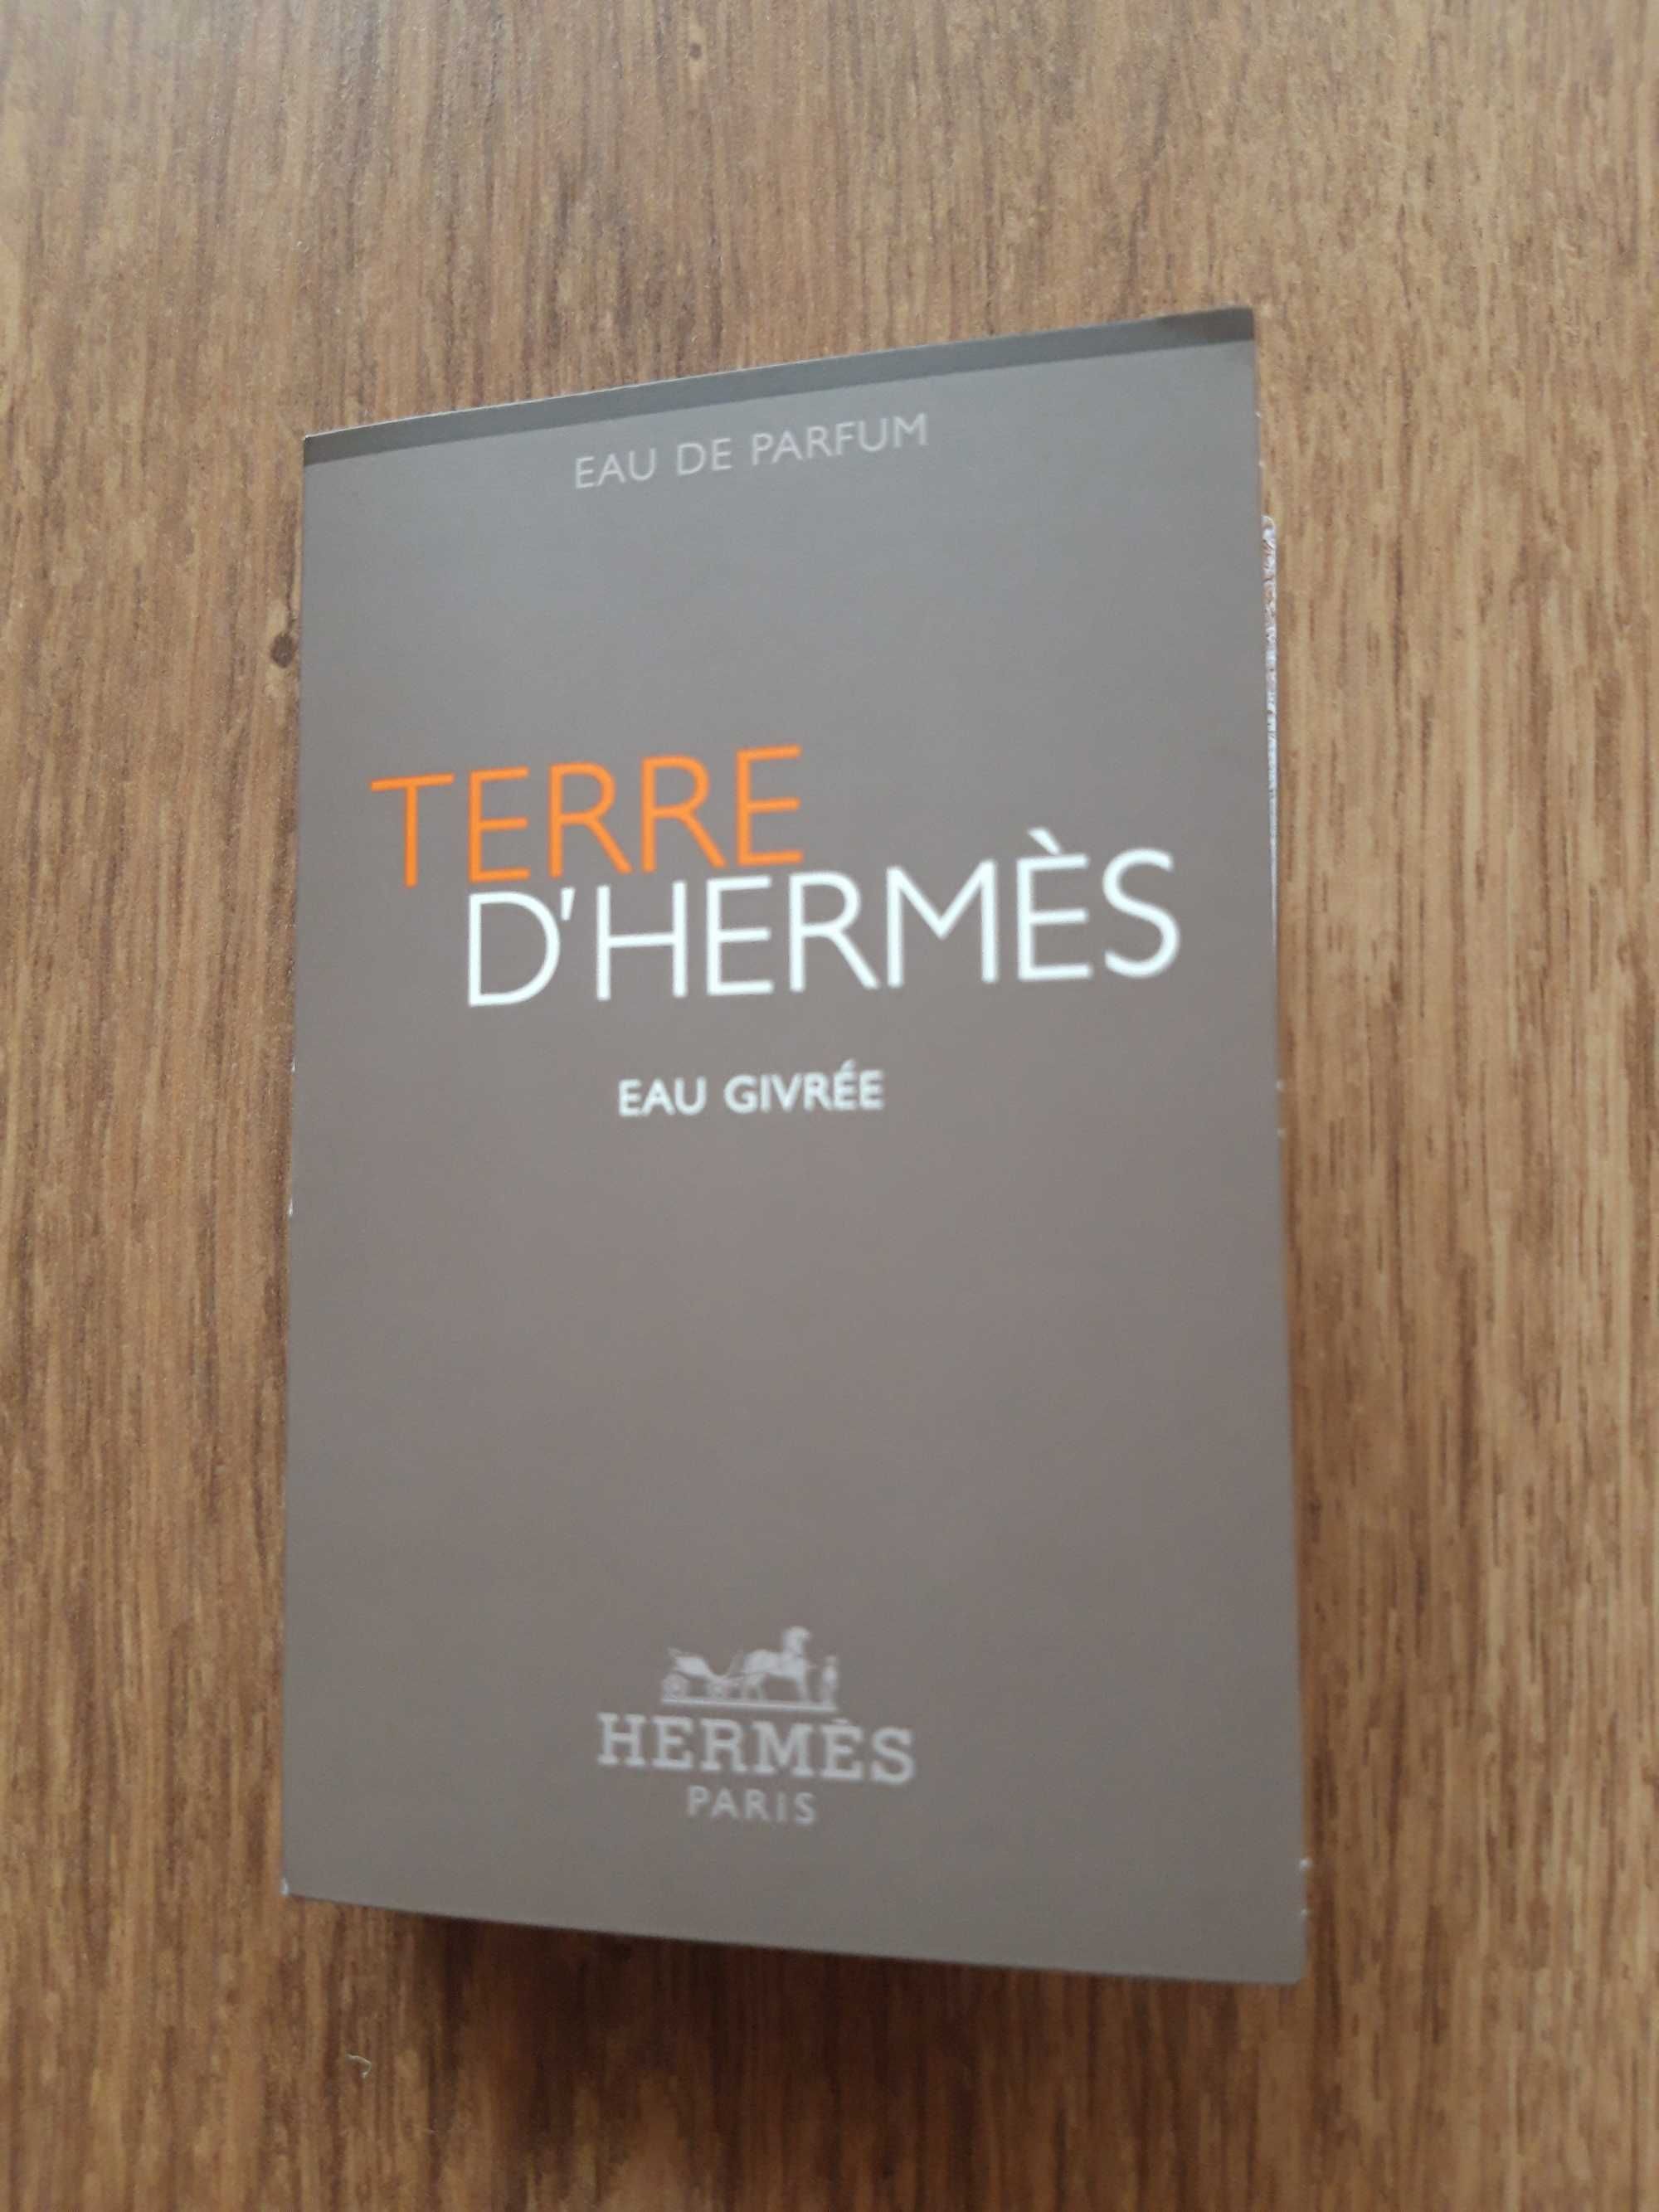 EAU DE PARFUM
TERRE
D'HERMÈS
EAU GIVRÉE
HERMÈS
PARIS